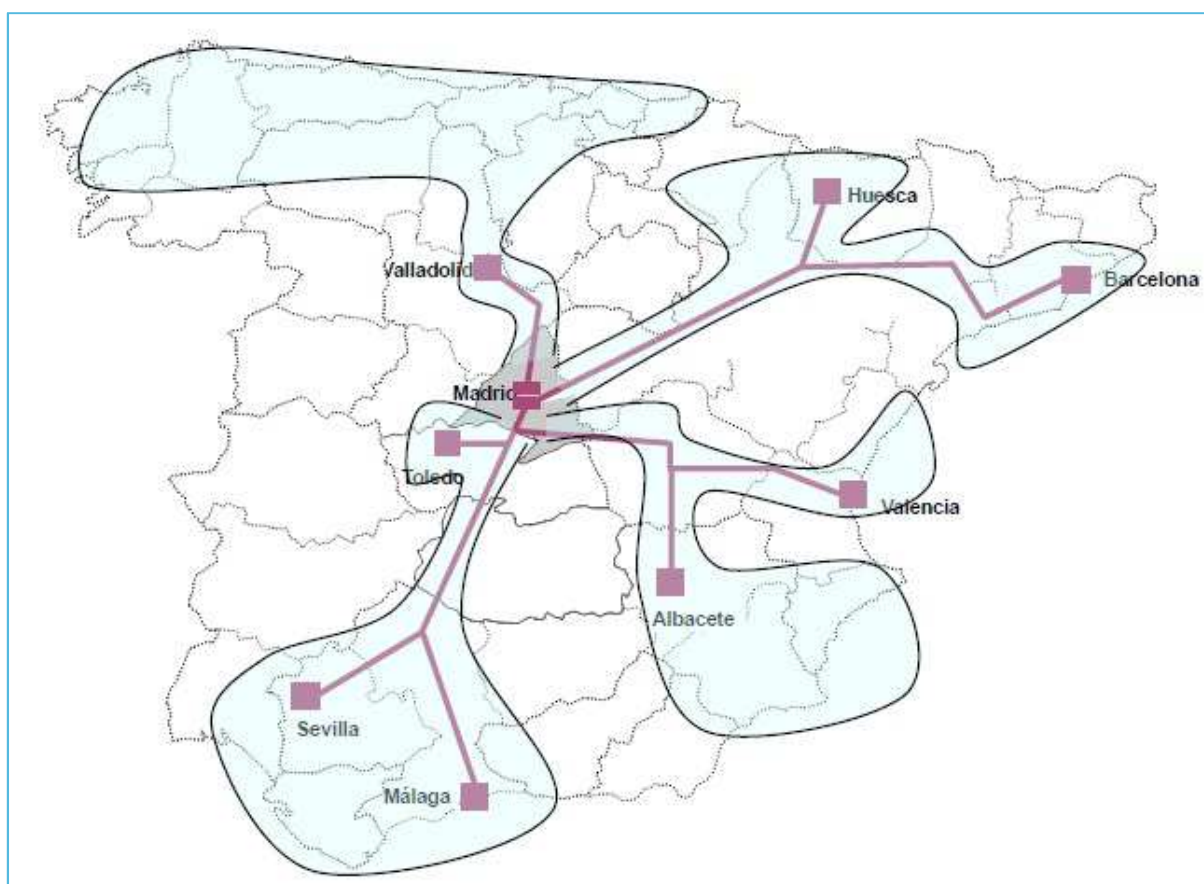 Huesca
Valladolid
Barcelona
Madrid
Toledo
Valencia
Albacete
Sevilla
Málaga